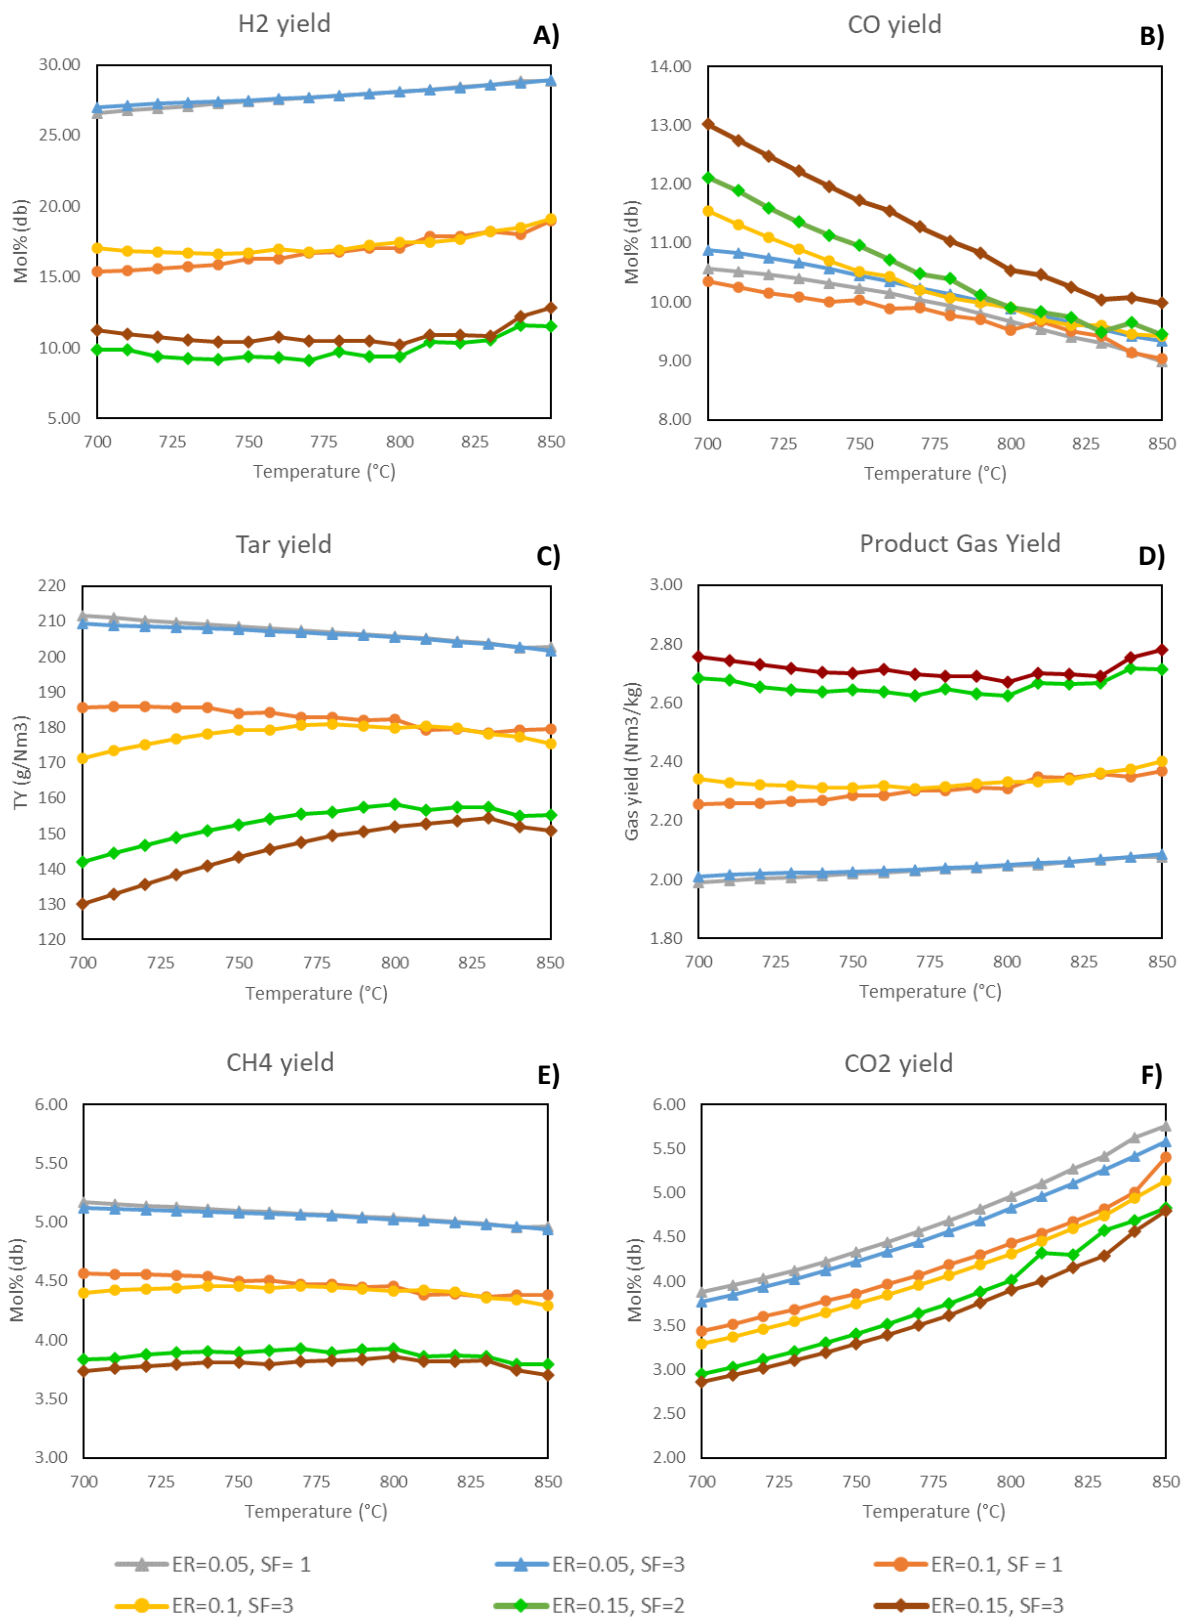 H2 yield
A)
30.00
25.00
20.00
15.00
10.00
5.00
Mol% (db)
700 725 750 775 800 825 850
Temperature (°C)
CO yield
B)
14.00
13.00
12.00
11.00
10.00
9.00
8.00
Mol% (db)
700 725 750 775 800 825 850
Temperature (°C)
Tar yield
C)
220
210
200
190
180
170
160
150
140
130
120
TY (g/Nm3)
700 725 750 775 800 825 850
Temperature (°C)
Product Gas Yield
D)
3.00
2.80
2.60
2.40
2.20
2.00
1.80
Gas yield (Nm3/kg)
700 725 750 775 800 825 850
Temperature (°C)
CH4 yield
E)
6.00
5.50
5.00
4.50
4.00
3.50
3.00
Mol% (db)
700 725 750 775 800 825 850
Temperature (°C)
CO2 yield
F)
6.00
5.50
5.00
4.50
4.00
3.50
3.00
2.50
2.00
Mol% (db)
700 725 750 775 800 825 850
Temperature (°C)
ER=0.05, SF= 1
ER=0.05, SF=3
ER=0.1, SF = 1
ER=0.1, SF=3
ER=0.15, SF=2
ER=0.15, SF=3